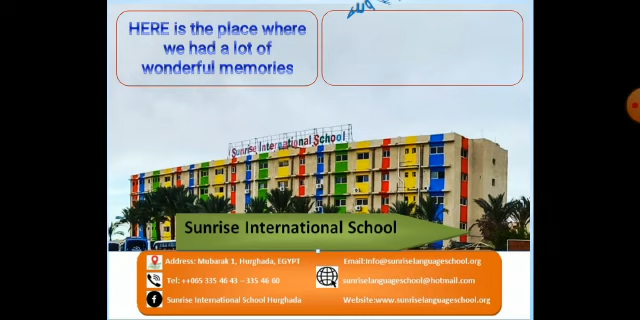 HERE is the place where
we had a lot of
wonderful memories
Sunrise International School
Sunrise International School
Address: Mubarak 1, Hurghada, EGYPT
Tel: ++065 335 46 43 – 335 46 60
Sunrise International School Hurghada
Email:Info@sunriselanguageschool.org
sunriselanguageschool@hotmail.com
Website:www.sunriselanguageschool.org